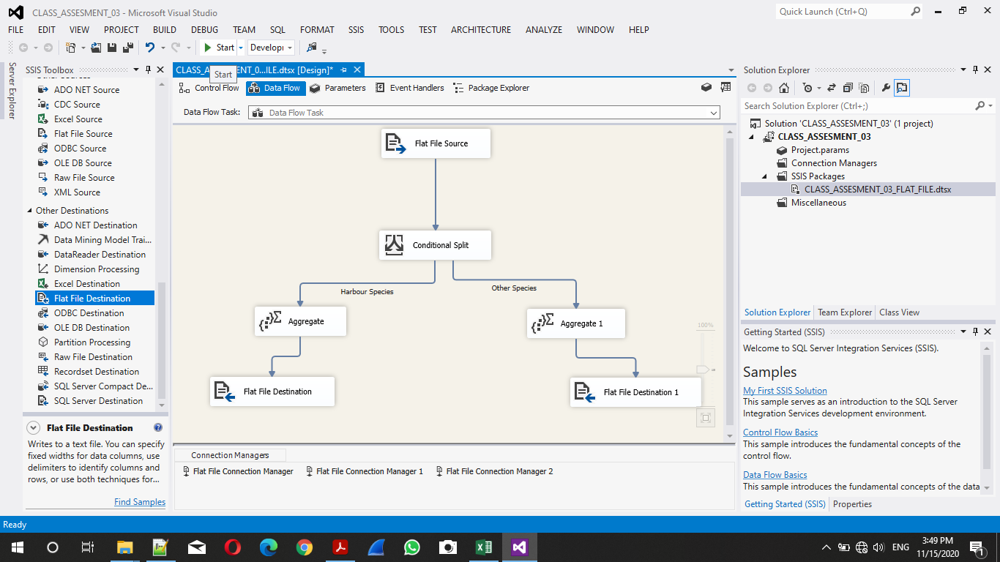 CLASS_ASSESMENT_03 - Microsoft Visual Studio
Quick Launch (Ctrl+Q)
FILE EDIT VIEW PROJECT BUILD DEBUG TEAM SQL FORMAT SSIS TOOLS TEST ARCHITECTURE ANALYZE WINDOW HELP
Start
Server Explorer
SSIS Toolbox
ADO NET Source
CDC Source
Excel Source
Flat File Source
ODBC Source
OLE DB Source
Raw File Source
XML Source
Other Destinations
ADO NET Destination
Data Mining Model Trai...
DataReader Destination
Dimension Processing
Excel Destination
Flat File Destination
ODBC Destination
OLE DB Destination
Partition Processing
Raw File Destination
Recordset Destination
SQL Server Compact De...
SQL Server Destination
Flat File Destination
Writes to a text file. You can specify
fixed widths for data columns, use
delimiters to identify columns and
rows, or use both techniques for...
Find Samples
ILE.dtsx [Design]*
Start
Control Flow Data Flow Parameters Event Handlers Package Explorer
Data Flow Task: Data Flow Task
Flat File Source
Conditional Split
Harbour Species
Other Species
Aggregate
Aggregate 1
100%
Flat File Destination
Flat File Destination 1
Connection Managers
Flat File Connection Manager
Flat File Connection Manager 1
Flat File Connection Manager 2
Solution Explorer
Search Solution Explorer (Ctrl+;)
Solution 'CLASS_ASSESMENT_03' (1 project)
CLASS_ASSESMENT_03
Project.params
Connection Managers
SSIS Packages
CLASS_ASSESMENT_03_FLAT_FILE.dtsx
Miscellaneous
Solution Explorer Team Explorer Class View
Getting Started (SSIS)
Welcome to SQL Server Integration Services (SSIS).
Samples
My First SSIS Solution
This sample serves as an introduction to the SQL Server
Integration Services development environment.
Control Flow Basics
This sample introduces the fundamental concepts of the
control flow.
Data Flow Basics
This sample introduces the fundamental concepts of the data
Getting Started (SSIS) Properties
Ready
ENG
3:49 PM
11/15/2020
1